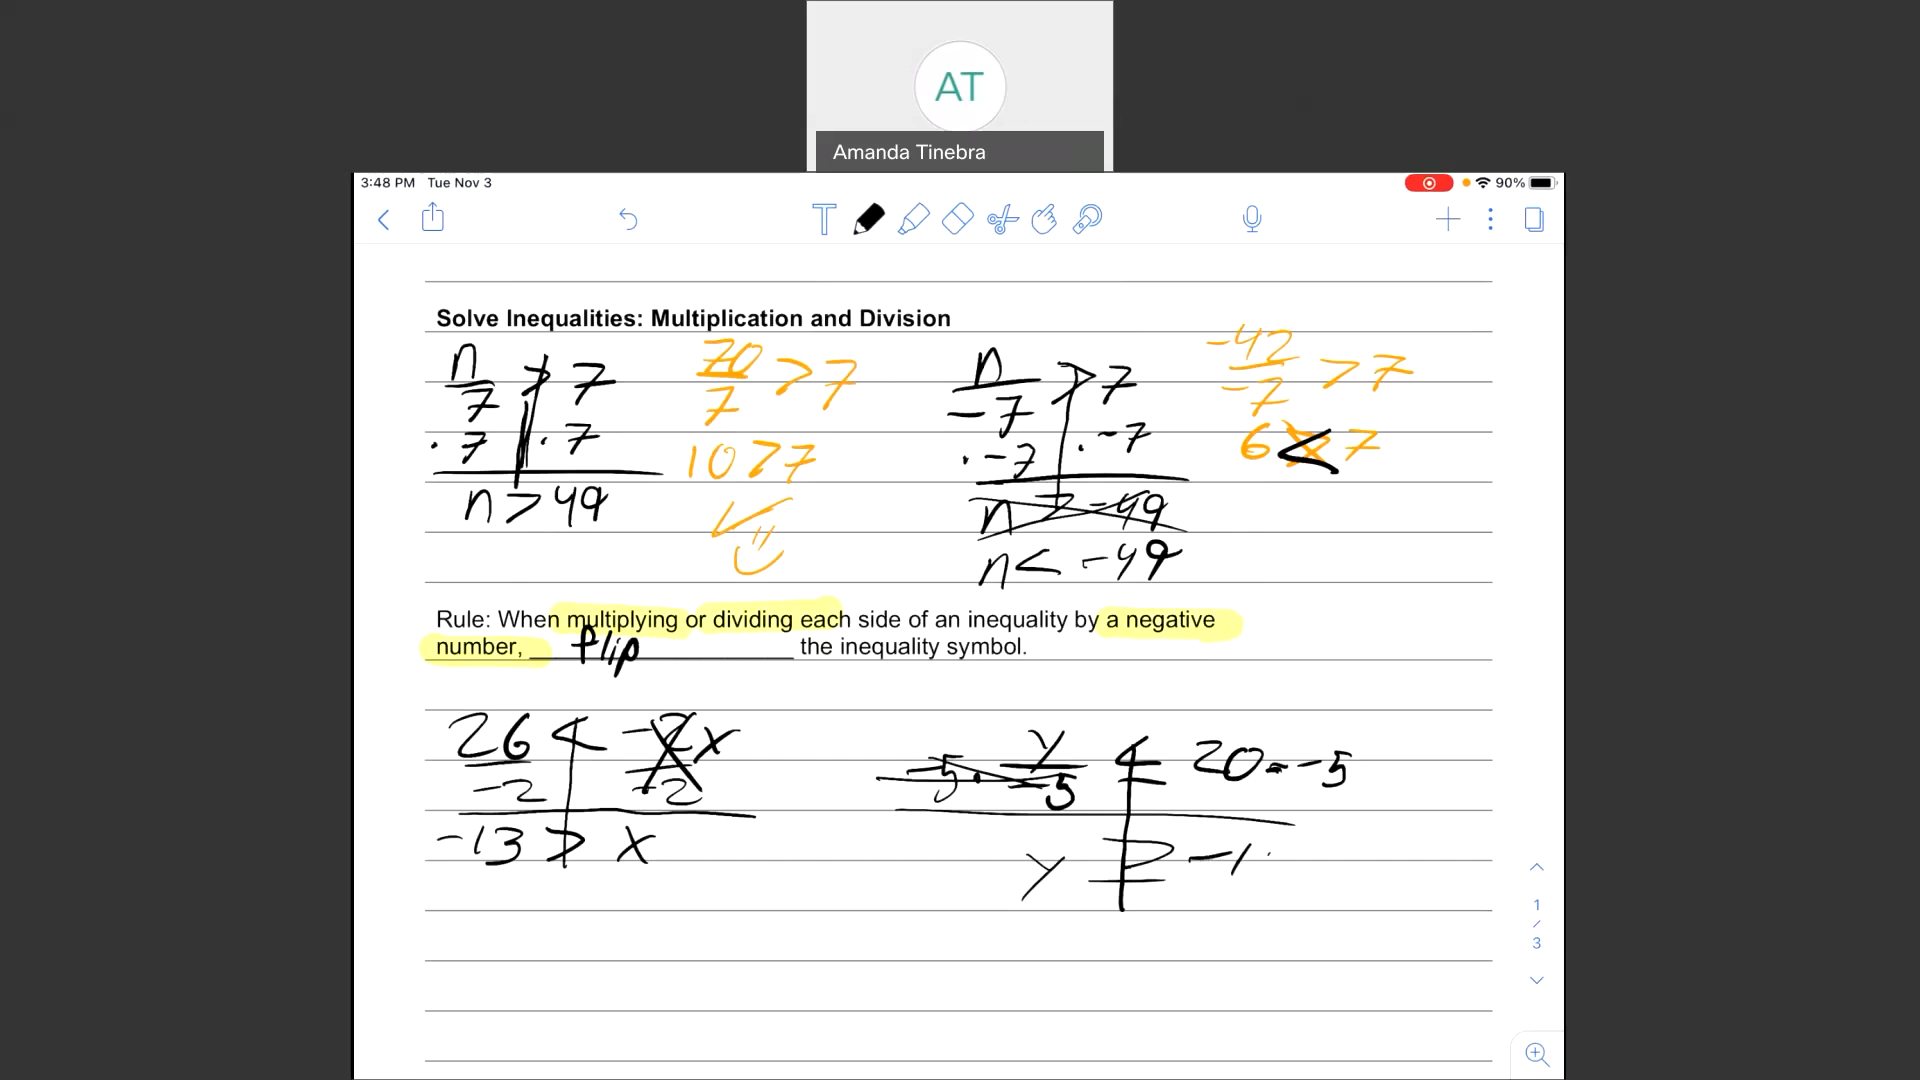 AT
Amanda Tinebra
3:48 PM Tue Nov 3
90%
T
Solve Inequalities: Multiplication and Division
n/7 > 7
· 7 | · 7
n > 49
70/7 > 7
10 > 7
n/-7 > 7
· -7 | · -7
n > -49
n < -49
-42/-7 > 7
6 < 7
Rule: When multiplying or dividing each side of an inequality by a negative
number, flip the inequality symbol.
26 < -2x
-2 | -2
-13 > x
-5 · y/-5 ≤ 20 · -5
y ≥ -1
1
/
3